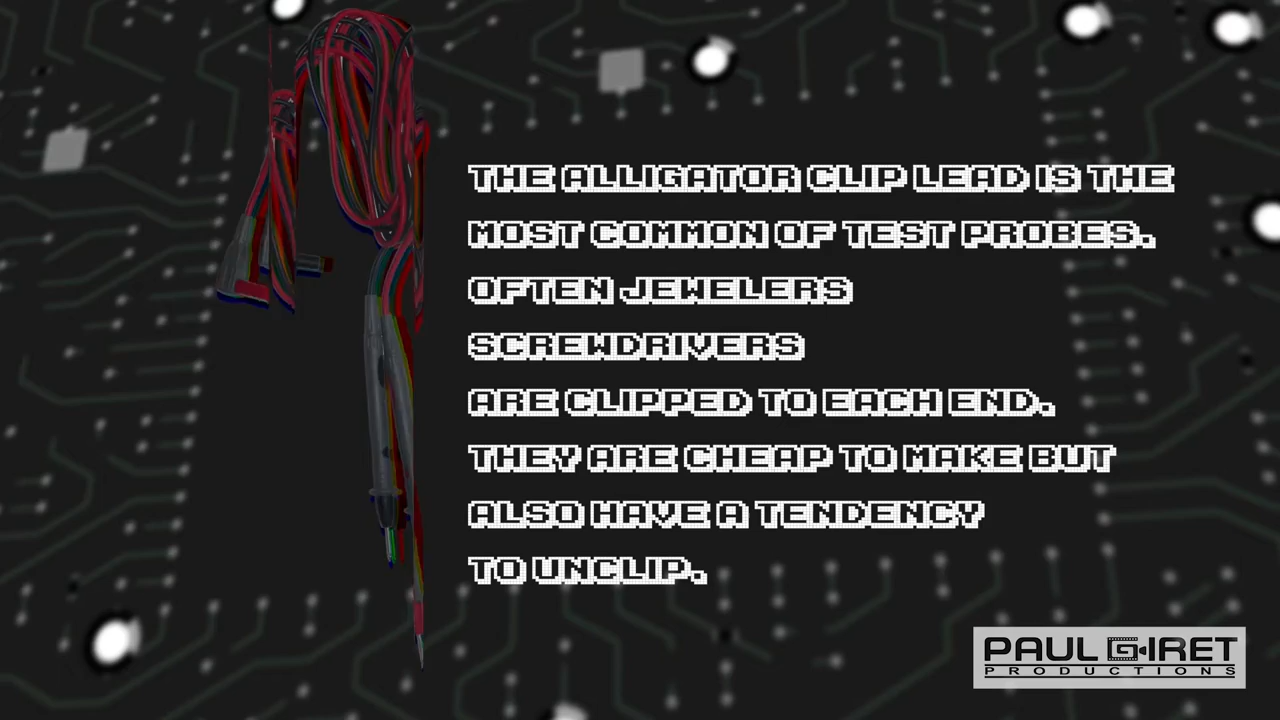 THE ALLIGATOR CLIP LEAD IS THE
MOST COMMON OF TEST PROBES.
OFTEN JEWELERS
SCREWDRIVERS
ARE CLIPPED TO EACH END.
THEY ARE CHEAP TO MAKE BUT
ALSO HAVE A TENDENCY
TO UNCLIP.
PAUL GIRET
PRODUCTIONS